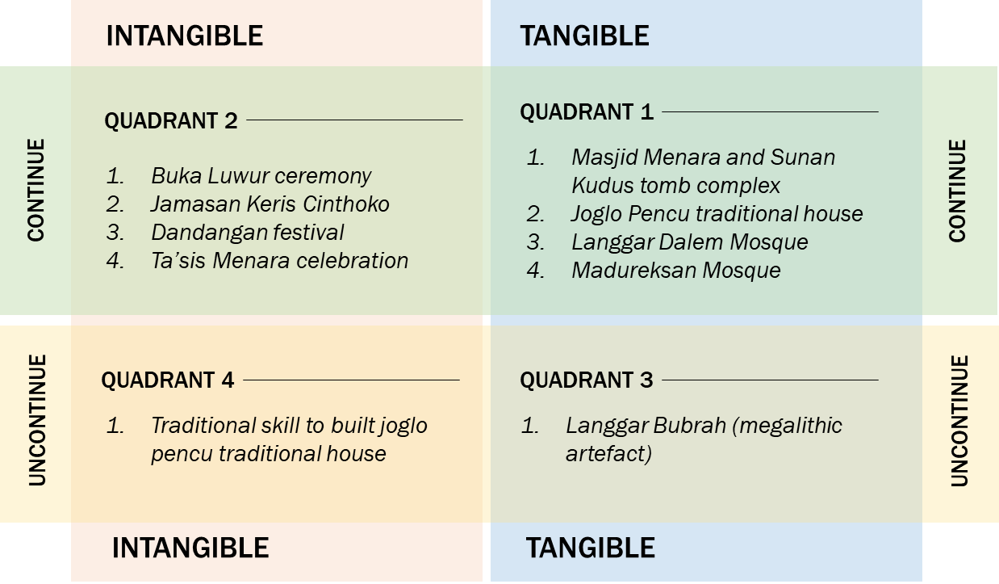 INTANGIBLE
TANGIBLE
CONTINUE
QUADRANT 2
1. Buka Luwur ceremony
2. Jamasan Keris Cinthoko
3. Dandangan festival
4. Ta’sis Menara celebration
QUADRANT 1
1. Masjid Menara and Sunan
Kudus tomb complex
2. Joglo Pencu traditional house
3. Langgar Dalem Mosque
4. Madureksan Mosque
CONTINUE
UNCONTINUE
QUADRANT 4
1. Traditional skill to built joglo
pencu traditional house
QUADRANT 3
1. Langgar Bubrah (megalithic
artefact)
UNCONTINUE
INTANGIBLE
TANGIBLE